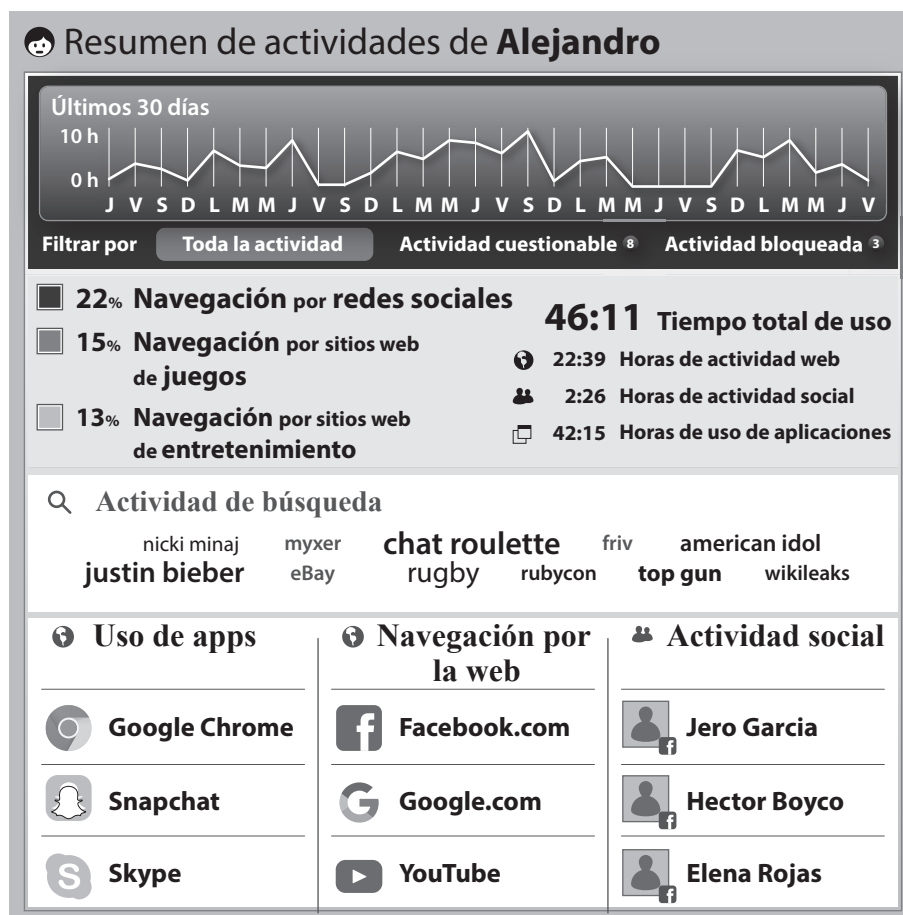 Resumen de actividades de Alejandro
Últimos 30 días
10 h
0 h
J V S D L M M J V S D L M M J V S D L M M J V S D L M M J V
Filtrar por Toda la actividad Actividad cuestionable 8 Actividad bloqueada 3
22% Navegación por redes sociales
15% Navegación por sitios web
de juegos
13% Navegación por sitios web
de entretenimiento
46:11 Tiempo total de uso
22:39 Horas de actividad web
2:26 Horas de actividad social
42:15 Horas de uso de aplicaciones
Actividad de búsqueda
nicki minaj myxer chat roulette friv american idol
justin bieber eBay rugby rubycon top gun wikileaks
Uso de apps
Google Chrome
Snapchat
Skype
Navegación por
la web
Facebook.com
Google.com
YouTube
Actividad social
Jero Garcia
Hector Boyco
Elena Rojas